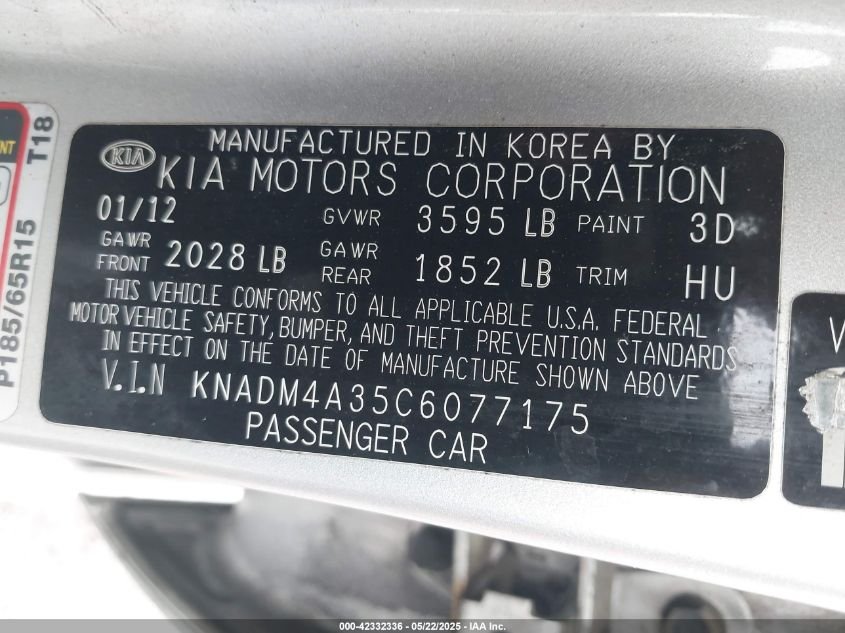 MANUFACTURED IN KOREA BY
KIA KIA MOTORS CORPORATION
01/12 GVWR 3595 LB PAINT 3D
GAWR FRONT 2028 LB GAWR REAR 1852 LB TRIM HU
THIS VEHICLE CONFORMS TO ALL APPLICABLE U.S.A. FEDERAL
MOTOR VEHICLE SAFETY, BUMPER, AND THEFT PREVENTION STANDARDS
IN EFFECT ON THE DATE OF MANUFACTURE SHOWN ABOVE
V.I.N KNADM4A35C6077175
PASSENGER CAR
P185/65R15 T18
000-42332336 - 05/22/2025 - IAA Inc.